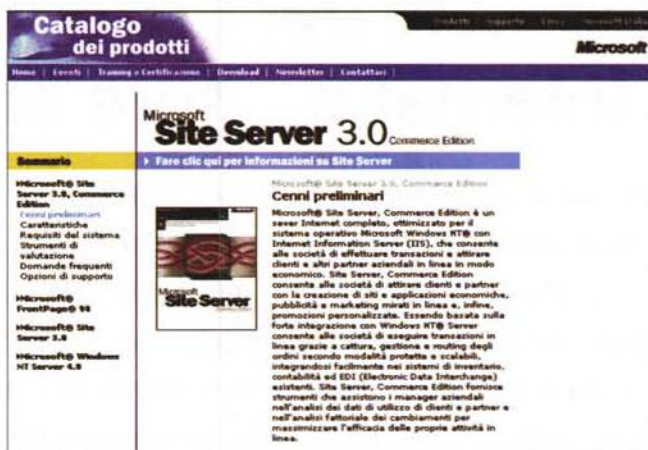 Catalogo
dei prodotti
Prodotti | Supporto | Cerca | Microsoft Italia
Microsoft
Home | Eventi | Training e Certificazione | Download | Newsletter | Contattaci |
Microsoft
Site Server 3.0 Commerce Edition
Sommario
Fare clic qui per informazioni su Site Server
Microsoft® Site
Server 3.0, Commerce
Edition
Cenni preliminari
Caratteristiche
Requisiti del sistema
Strumenti di
valutazione
Domande frequenti
Opzioni di supporto
Microsoft®
FrontPage® 98
Microsoft® Site
Server 3.0
Microsoft® Windows
NT Server 4.0
Microsoft
Site Server
Microsoft® Site Server 3.0, Commerce Edition
Cenni preliminari
Microsoft® Site Server, Commerce Edition è un
sever Internet completo, ottimizzato per il
sistema operativo Microsoft Windows NT® con
Internet Information Server (IIS), che consente
alle società di effettuare transazioni e attirare
clienti e altri partner aziendali in linea in modo
economico. Site Server, Commerce Edition
consente alle società di attirare clienti e partner
con la creazione di siti e applicazioni economiche,
pubblicità e marketing mirati in linea e, infine,
promozioni personalizzate. Essendo basata sulla
forte integrazione con Windows NT® Server
consente alle società di eseguire transazioni in
linea grazie a cattura, gestione e routing degli
ordini secondo modalità protette e scalabili,
integrandosi facilmente nei sistemi di inventario,
contabilità ed EDI (Electronic Data Interchange)
esistenti. Site Server, Commerce Edition fornisce
strumenti che assistono i manager aziendali
nell'analisi dei dati di utilizzo di clienti e partner e
nell'analisi fattoriale dei cambiamenti per
massimizzare l'efficacia delle proprie attività in
linea.